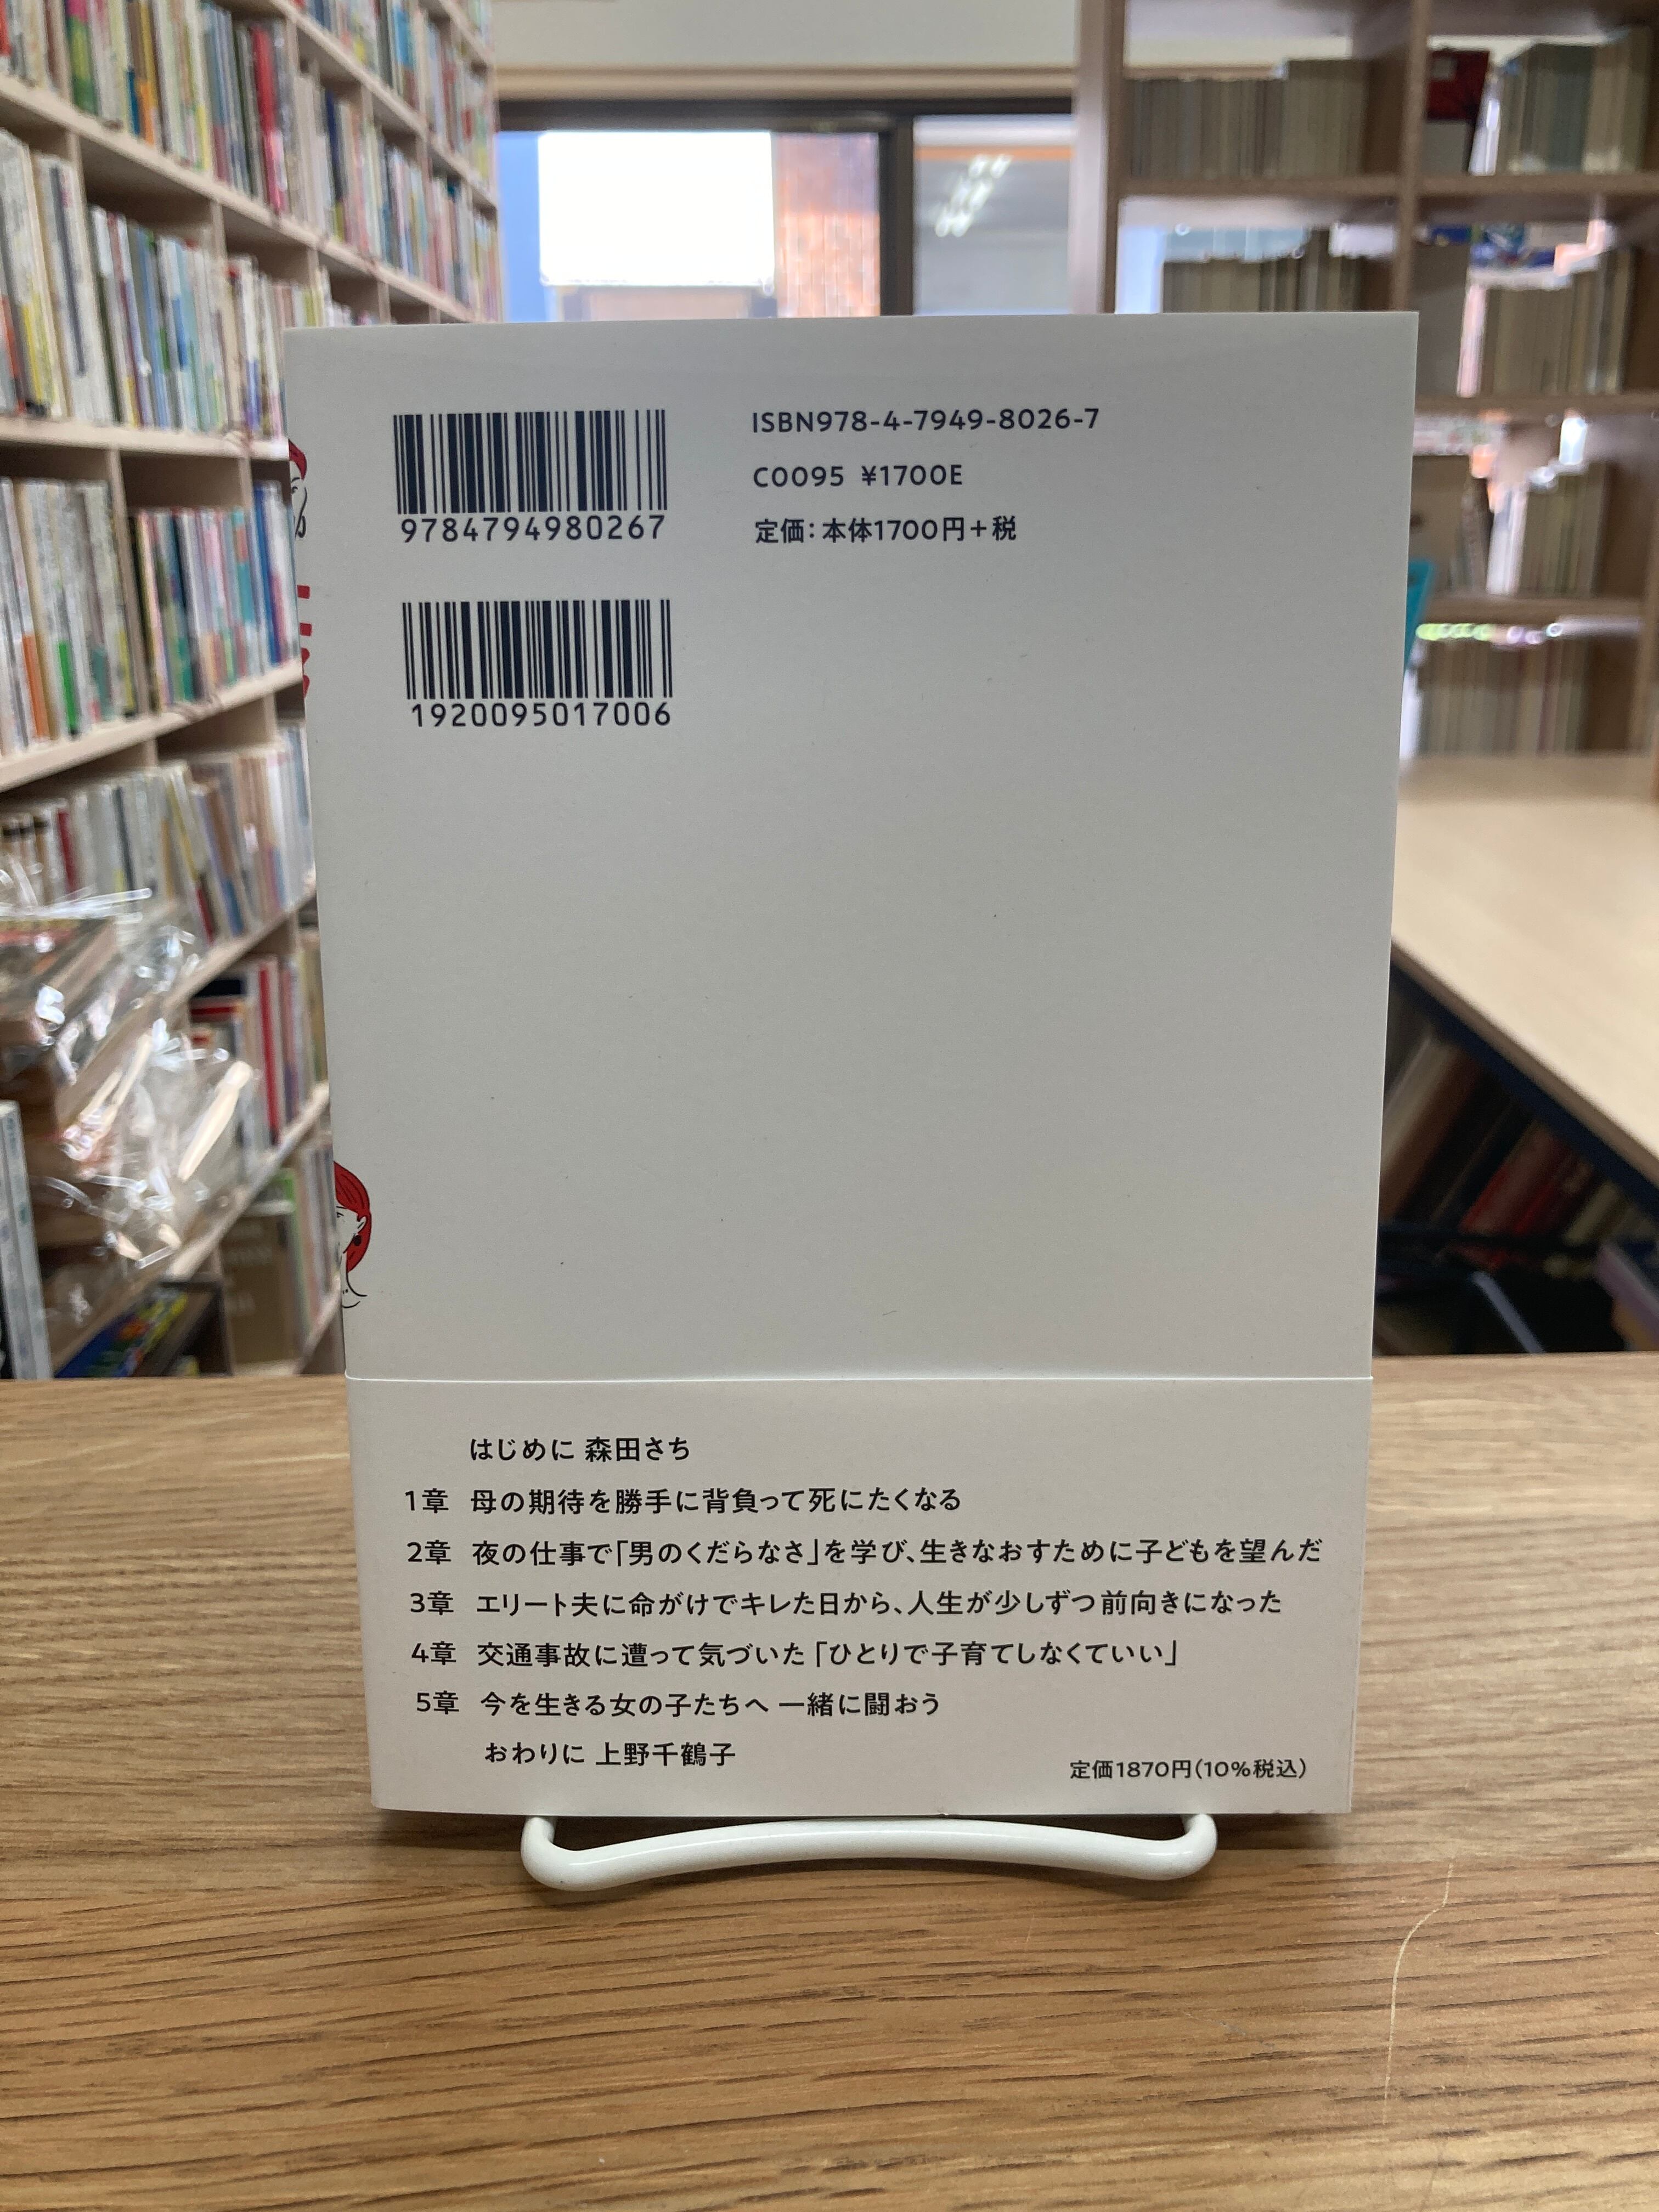 ISBN978-4-7949-8026-7
C0095 ¥1700E
定価:本体1700円+税
9784794980267
1920095017006
はじめに 森田さち
1章 母の期待を勝手に背負って死にたくなる
2章 夜の仕事で「男のくだらなさ」を学び、生きなおすために子どもを望んだ
3章 エリート夫に命がけでキレた日から、人生が少しずつ前向きになった
4章 交通事故に遭って気づいた「ひとりで子育てしなくていい」
5章 今を生きる女の子たちへ 一緒に闘おう
おわりに 上野千鶴子
定価1870円(10%税込)